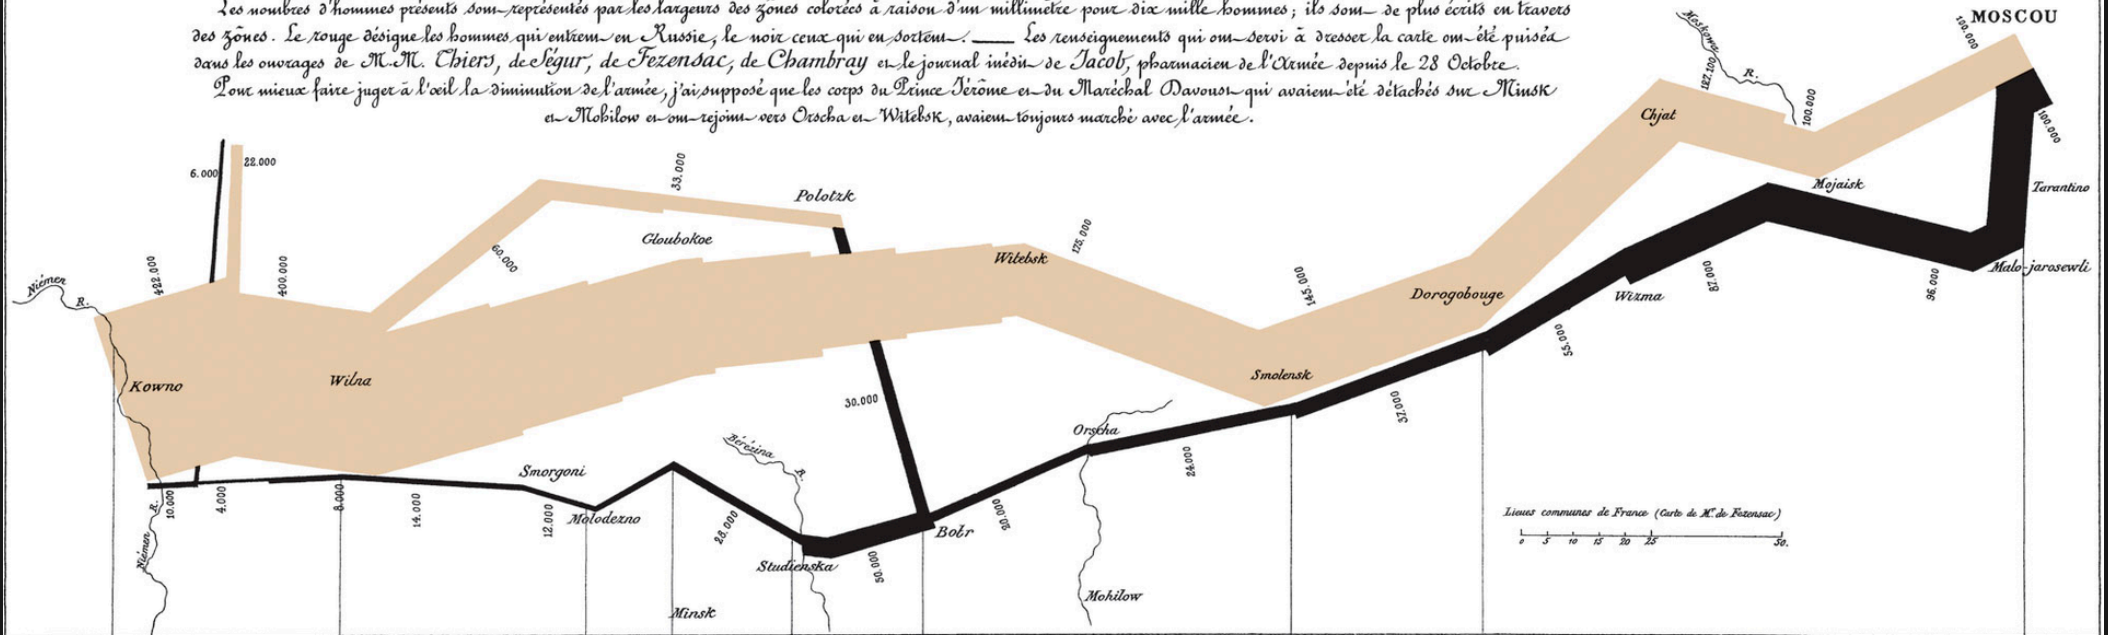 Les nombres d'hommes présents sont représentés par les largeurs des zones colorées à raison d'un millimètre pour dix mille hommes; ils sont de plus écrits en travers
des zones. Le rouge désigne les hommes qui entrent en Russie, le noir ceux qui en sortent. ___ Les renseignements qui ont servi à dresser la carte ont été puisés
dans les ouvrages de M.M. Thiers, de Ségur, de Fezensac, de Chambray et le journal inédit de Jacob, pharmacien de l'Armée depuis le 28 Octobre.
Pour mieux faire juger à l'œil la diminution de l'armée, j'ai supposé que les corps du Prince Jérôme et du Maréchal Davoust qui avaient été détachés sur Minsk
et Mohilow et ont rejoint vers Orscha et Witebsk, avaient toujours marché avec l'armée.
MOSCOU
100.000
Moskowa
R.
127.100
100.000
Chjat
100.000
Mojaisk
Tarantino
Malo-jarosewli
6.000
22.000
33.000
Polotzk
Gloubokoe
60.000
Niémen
R.
422.000
400.000
Witebsk
175.000
145.000
Dorogobouge
Wizma
87.000
96.000
55.000
Kowno
Wilna
30.000
Smolensk
37.000
Orscha
24.000
Bérézina
R.
Smorgoni
10.000
4.000
8.000
14.000
12.000
Molodezno
28.000
20.000
Botr
Studienska
50.000
R.
Niémen
Minsk
Mohilow
Lieues communes de France (Carte de M. de Fezensac)
0 5 10 15 20 25 50.